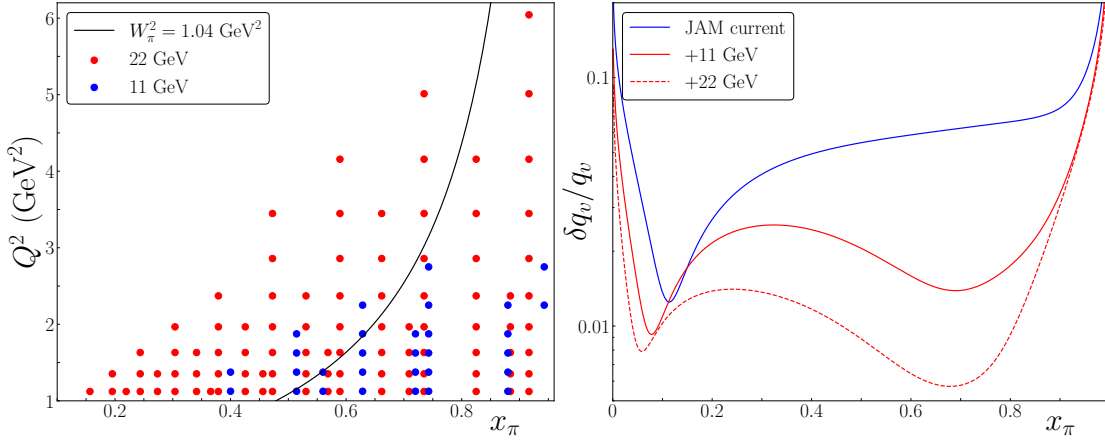 W_π^2 = 1.04 GeV^2
22 GeV
11 GeV
Q^2 (GeV^2)
6
5
4
3
2
1
0.2 0.4 0.6 0.8
x_π
JAM current
+11 GeV
+22 GeV
δq_v/q_v
0.1
0.01
0 0.2 0.4 0.6 0.8
x_π